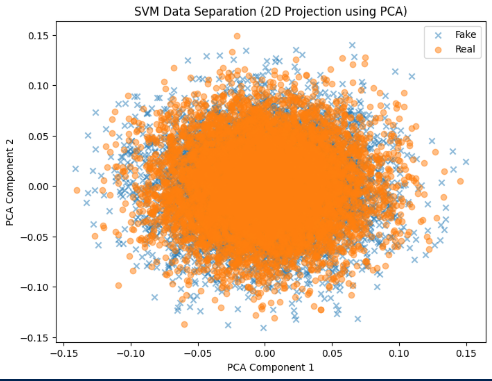 SVM Data Separation (2D Projection using PCA)
Fake
Real
0.15
0.10
0.05
0.00
−0.05
−0.10
−0.15
PCA Component 2
−0.15
−0.10
−0.05
0.00
0.05
0.10
0.15
PCA Component 1